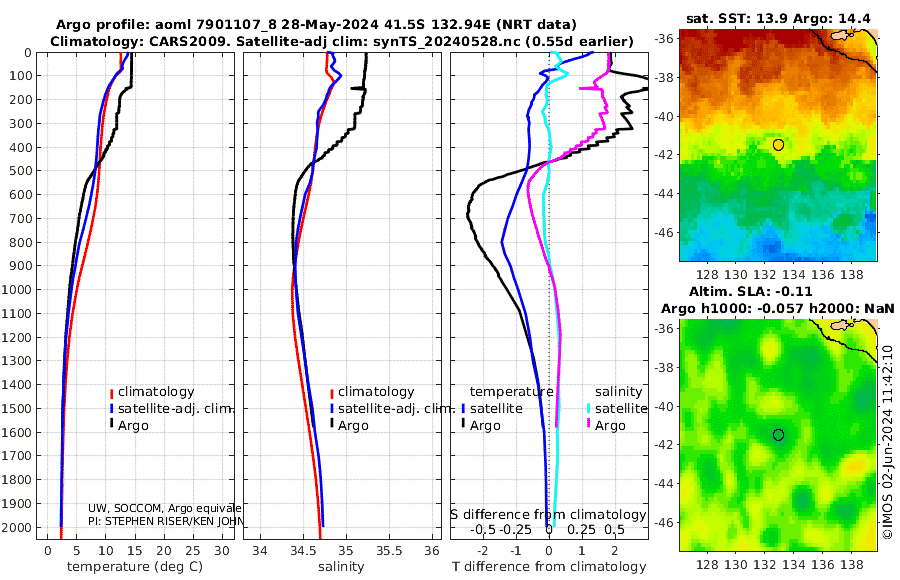 Argo profile: aoml 7901107_8 28-May-2024 41.5S 132.94E (NRT data)
Climatology: CARS2009. Satellite-adj clim: synTS_20240528.nc (0.55d earlier)
0
100
200
300
400
500
600
700
800
900
1000
1100
1200
1300
1400
1500
1600
1700
1800
1900
2000
climatology
satellite-adj. clim.
Argo
UW, SOCCOM, Argo equivale
PI: STEPHEN RISER/KEN JOHN
0 5 10 15 20 25 30
temperature (deg C)
climatology
satellite-adj. clim.
Argo
34 34.5 35 35.5 36
salinity
temperature salinity
satellite satellite
Argo Argo
S difference from climatology
-0.5 -0.25 0 0.25 0.5
-2 -1 0 1 2
T difference from climatology
sat. SST: 13.9 Argo: 14.4
-36
-38
-40
-42
-44
-46
128 130 132 134 136 138
Altim. SLA: -0.11
Argo h1000: -0.057 h2000: NaN
-36
-38
-40
-42
-44
-46
128 130 132 134 136 138
©IMOS 02-Jun-2024 11:42:10